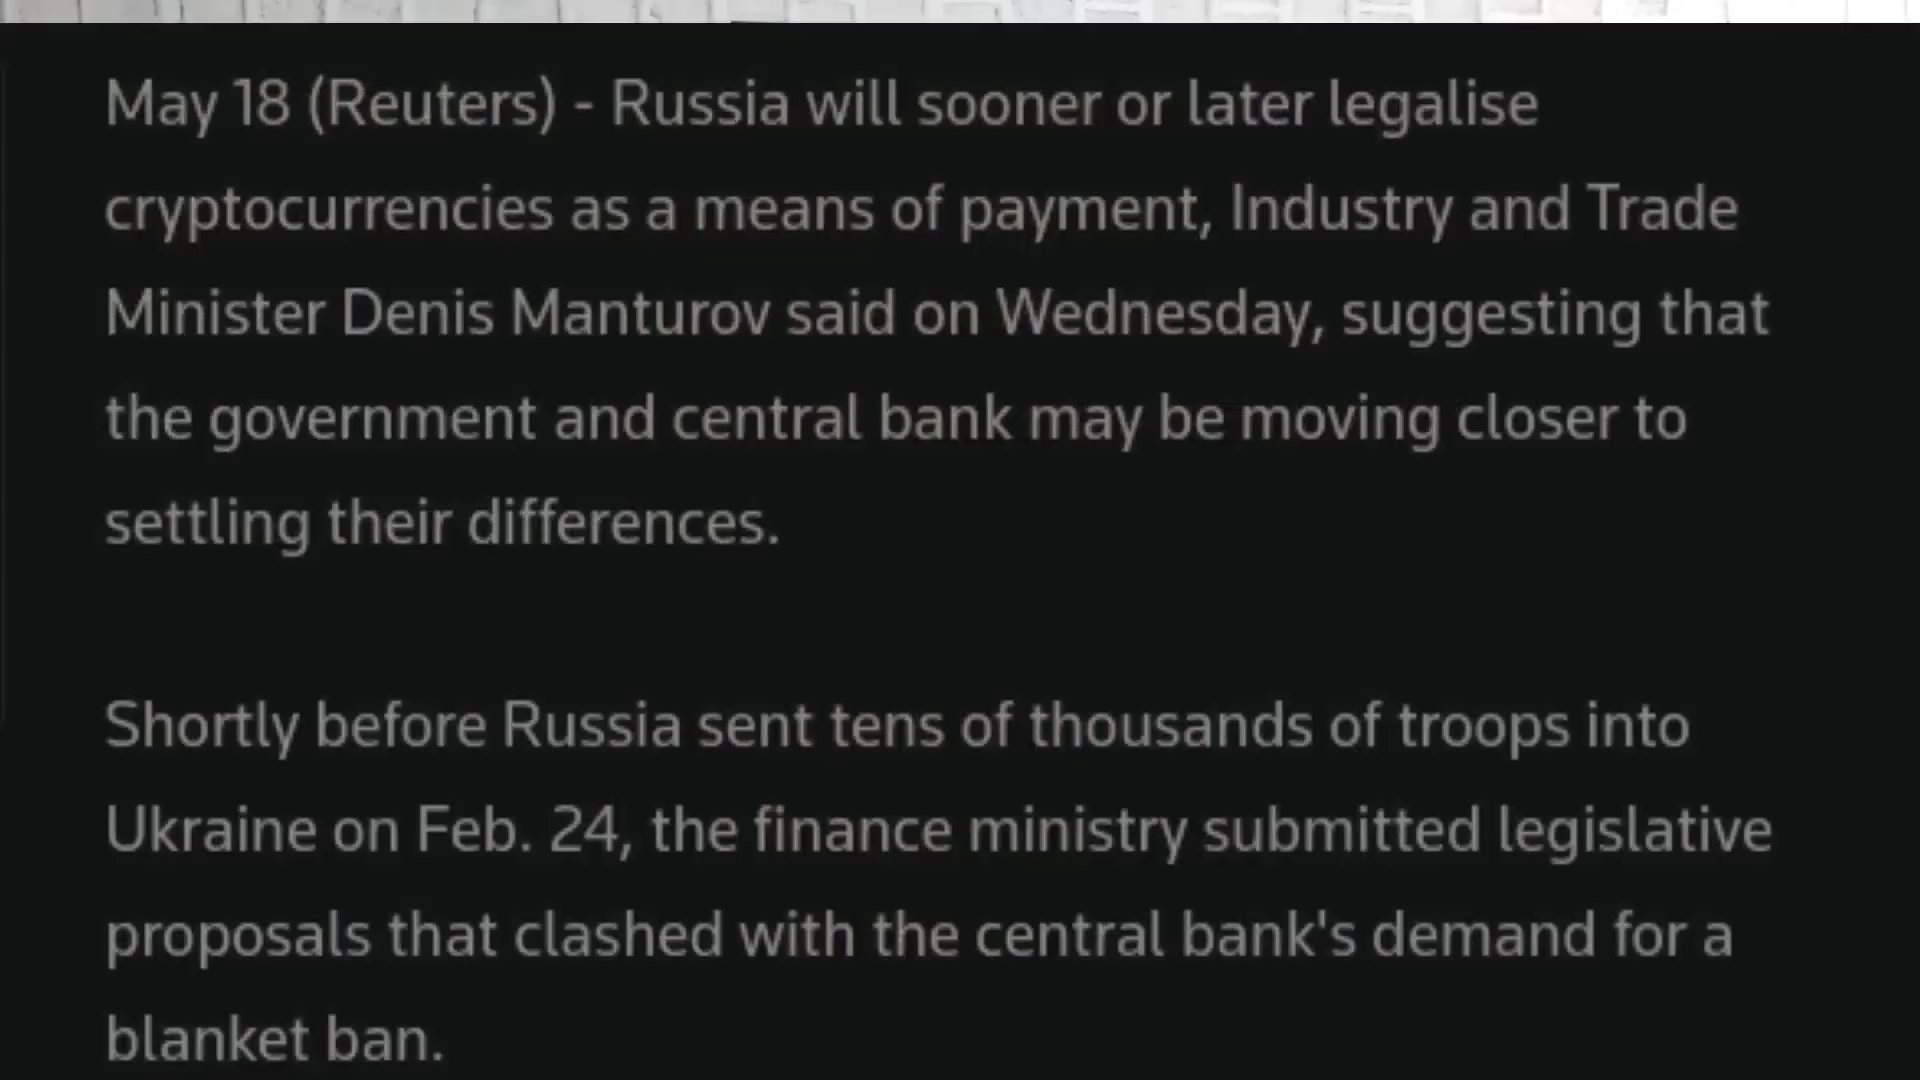 May 18 (Reuters) - Russia will sooner or later legalise
cryptocurrencies as a means of payment, Industry and Trade
Minister Denis Manturov said on Wednesday, suggesting that
the government and central bank may be moving closer to
settling their differences.
Shortly before Russia sent tens of thousands of troops into
Ukraine on Feb. 24, the finance ministry submitted legislative
proposals that clashed with the central bank's demand for a
blanket ban.